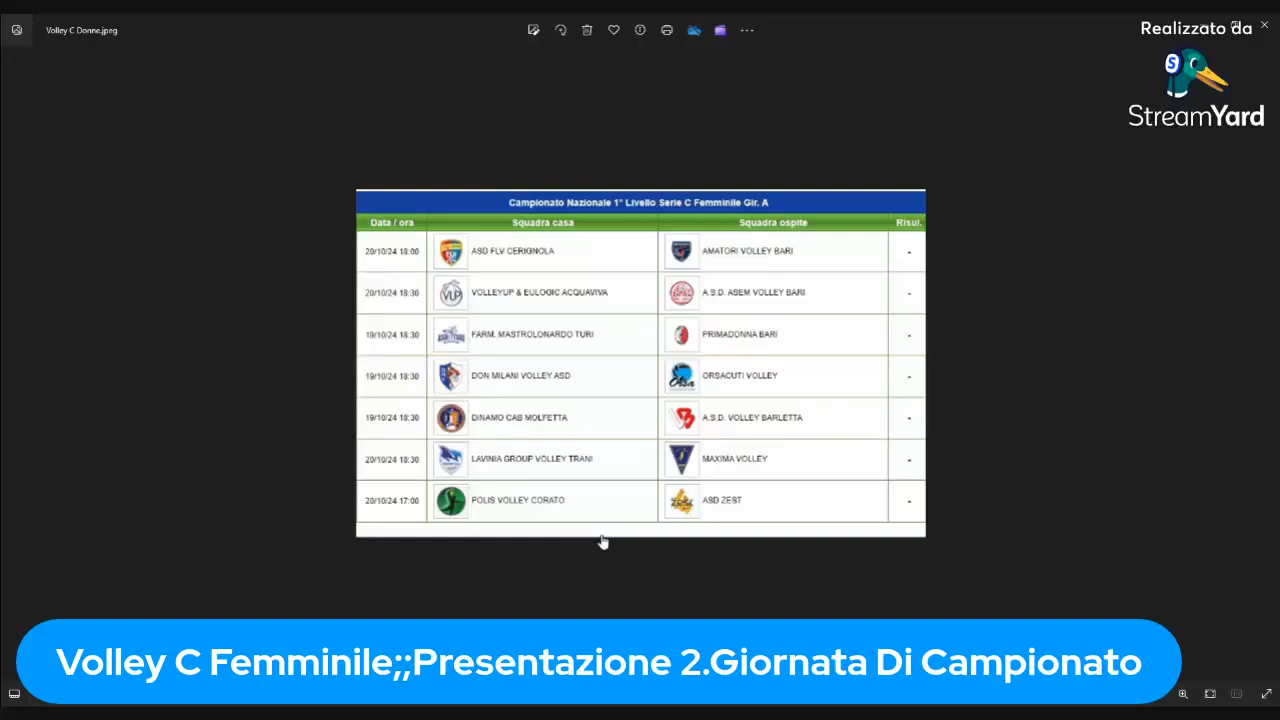 Volley C Donne.jpeg
Realizzato da
StreamYard
Campionato Nazionale 1° Livello Serie C Femminile Gir. A
Data / ora Squadra casa Squadra ospite Risul.
20/10/24 18:00 ASD FLV CERIGNOLA AMATORI VOLLEY BARI -
20/10/24 18:30 VOLLEYUP & EULOGIC ACQUAVIVA A.S.D. ASEM VOLLEY BARI -
19/10/24 18:30 FARM. MASTROLONARDO TURI PRIMADONNA BARI -
19/10/24 18:30 DON MILANI VOLLEY ASD ORSACUTI VOLLEY -
19/10/24 18:30 DINAMO CAB MOLFETTA A.S.D. VOLLEY BARLETTA -
20/10/24 18:30 LAVINIA GROUP VOLLEY TRANI MAXIMA VOLLEY -
20/10/24 17:00 POLIS VOLLEY CORATO ASD ZEST -
Volley C Femminile;;Presentazione 2.Giornata Di Campionato